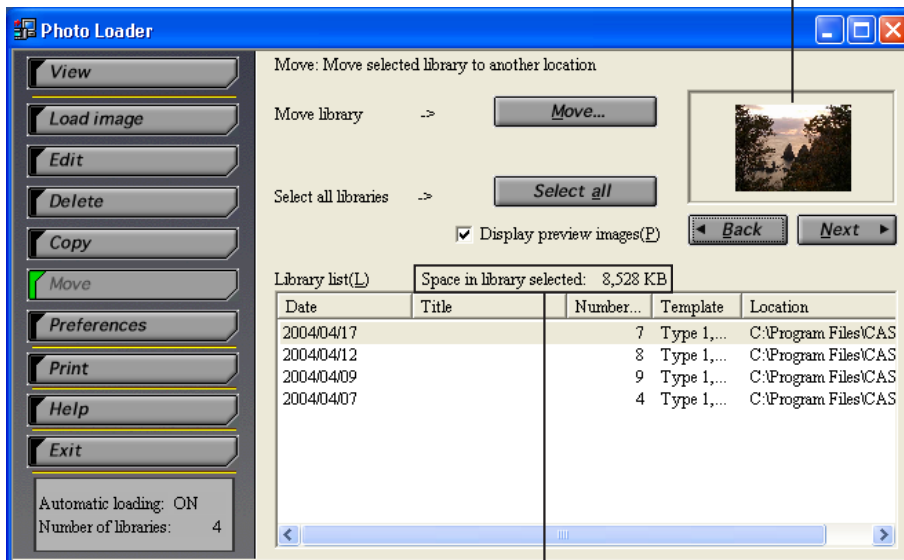 Photo Loader
View
Load image
Edit
Delete
Copy
Move
Preferences
Print
Help
Exit
Automatic loading: ON
Number of libraries: 4
Move: Move selected library to another location
Move library -> Move...
Select all libraries -> Select all
Display preview images(P)
Back Next
Library list(L) Space in library selected: 8,528 KB
Date Title Number... Template Location
2004/04/17 7 Type 1,... C:\Program Files\CAS
2004/04/12 8 Type 1,... C:\Program Files\CAS
2004/04/09 9 Type 1,... C:\Program Files\CAS
2004/04/07 4 Type 1,... C:\Program Files\CAS